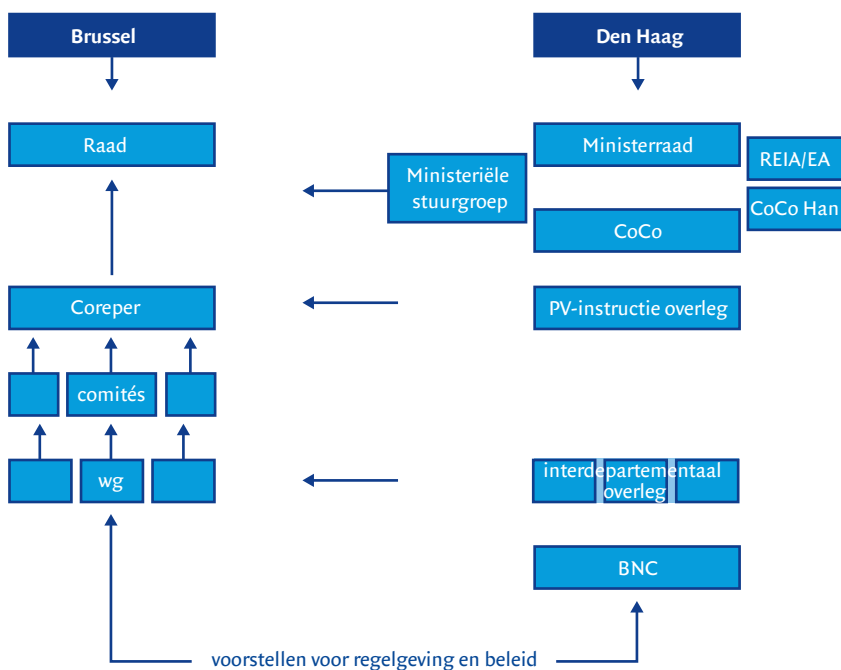 Brussel
Den Haag
Raad
Ministerraad
REIA/EA
Ministeriële
stuurgroep
CoCo Han
CoCo
Coreper
PV-instructie overleg
comités
wg
interdepartementaal
overleg
BNC
voorstellen voor regelgeving en beleid